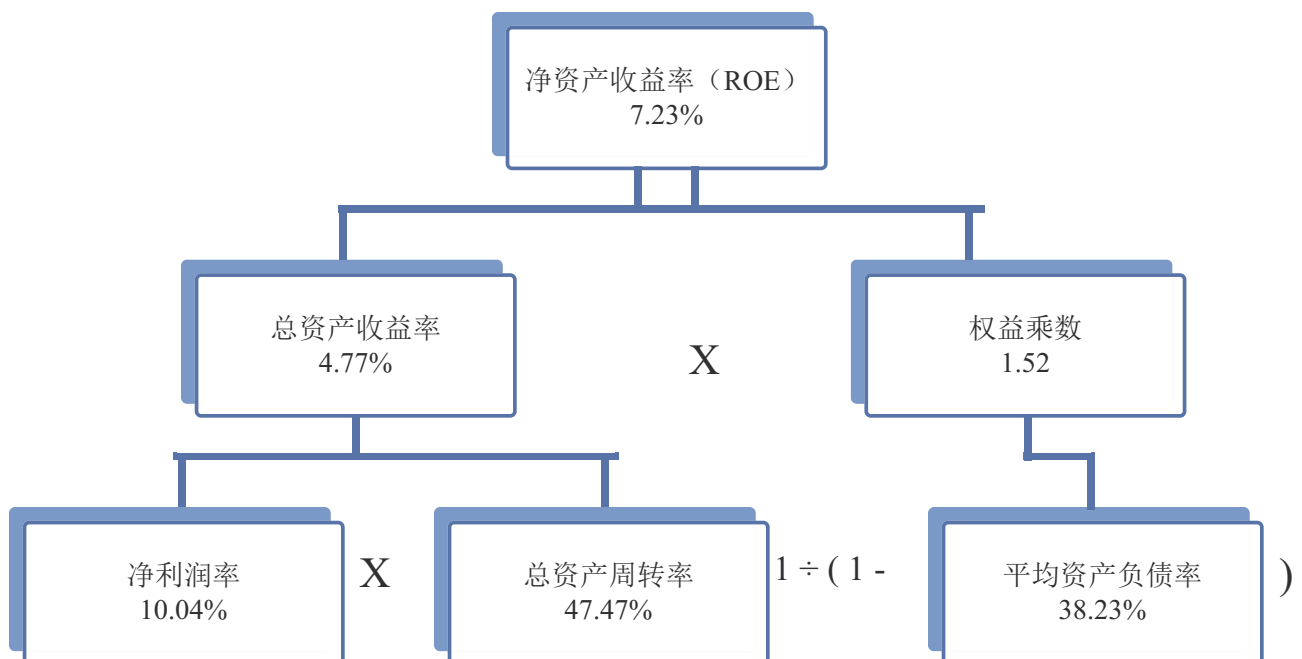 净资产收益率（ROE）
7.23%
总资产收益率
4.77%
X
权益乘数
1.52
净利润率
10.04%
X
总资产周转率
47.47%
1 ÷ ( 1 -
平均资产负债率
38.23%
)